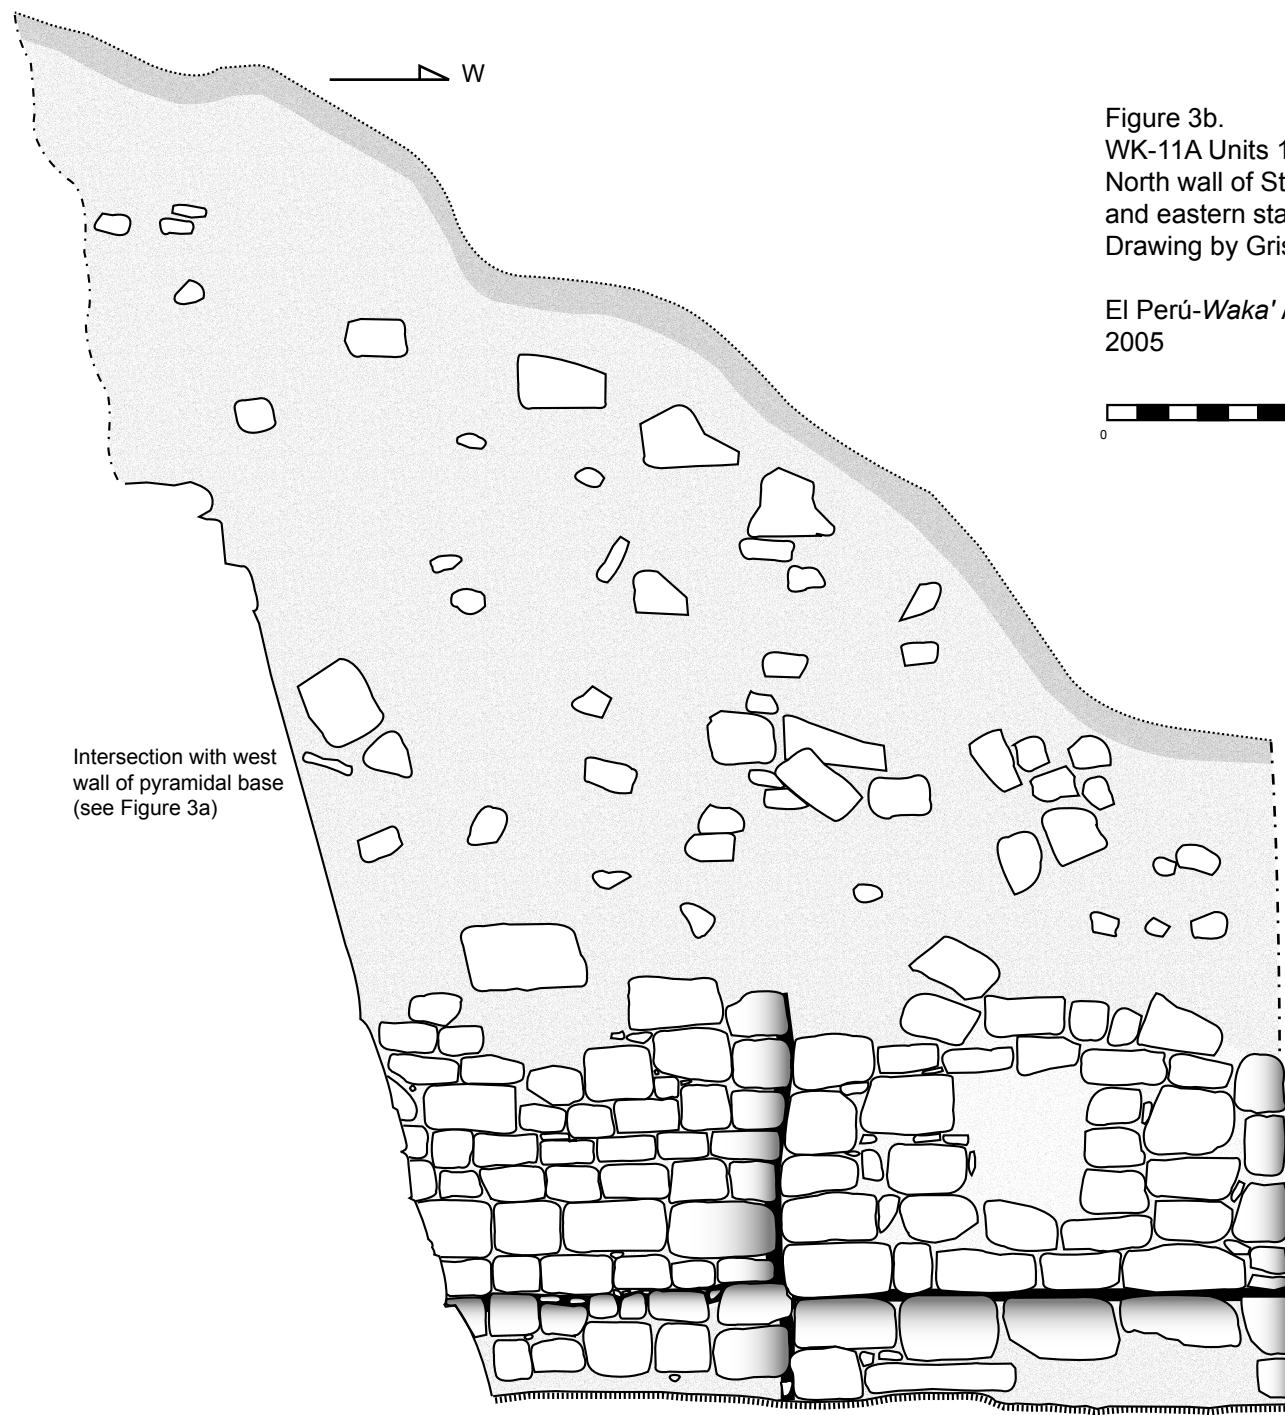 W
Figure 3b.
WK-11A Units 1
North wall of St
and eastern sta
Drawing by Gris
El Perú-Waka' A
2005
0
Intersection with west
wall of pyramidal base
(see Figure 3a)